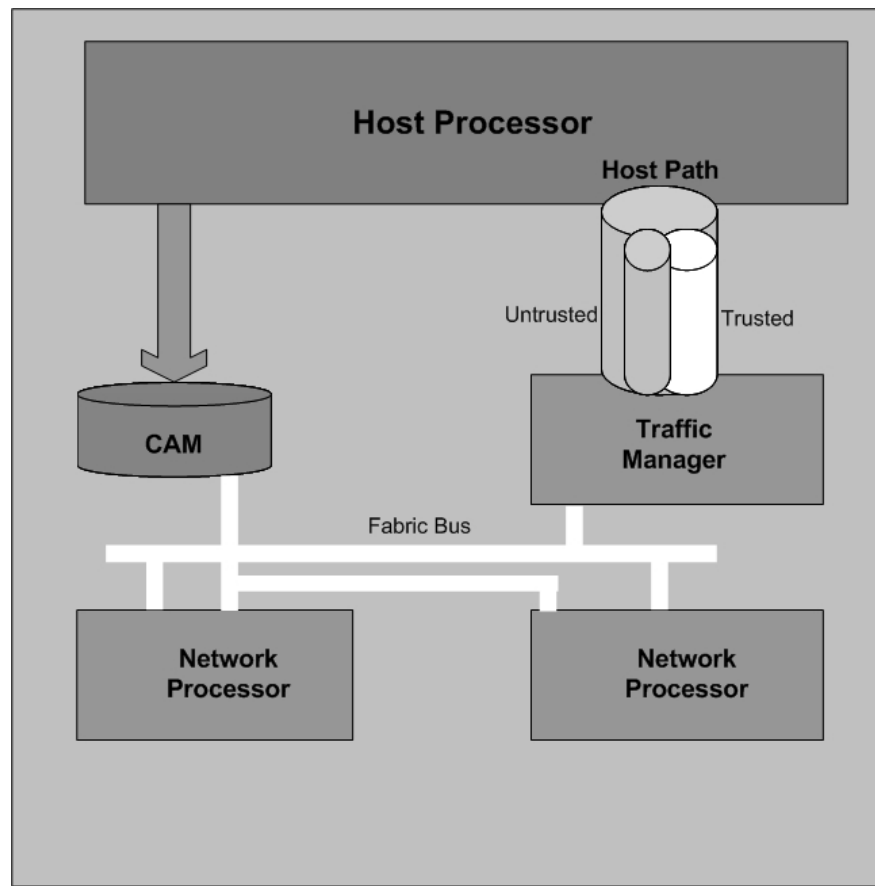 Host Processor
Host Path
Untrusted
Trusted
CAM
Traffic
Manager
Fabric Bus
Network
Processor
Network
Processor